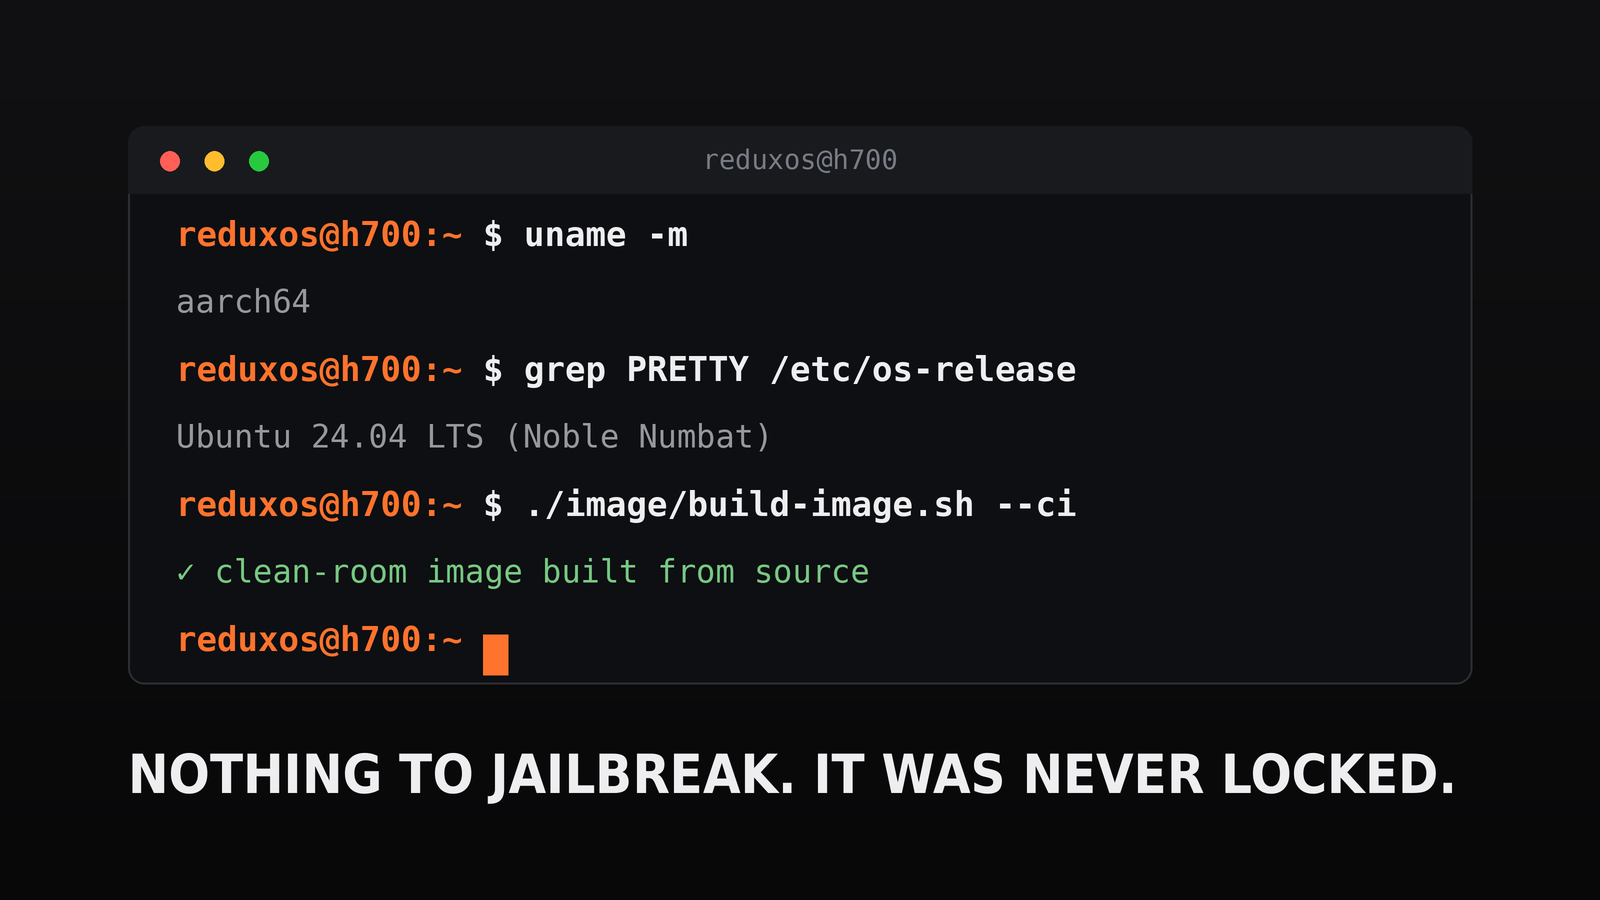 reduxos@h700
reduxos@h700:~ $ uname -m
aarch64
reduxos@h700:~ $ grep PRETTY /etc/os-release
Ubuntu 24.04 LTS (Noble Numbat)
reduxos@h700:~ $ ./image/build-image.sh --ci
✓ clean-room image built from source
reduxos@h700:~
NOTHING TO JAILBREAK. IT WAS NEVER LOCKED.